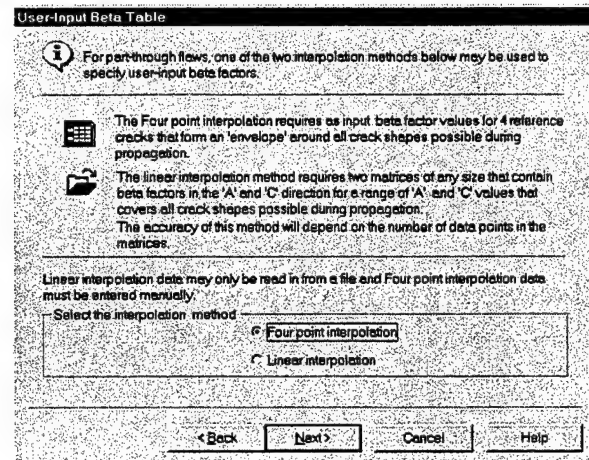 User-Input Beta Table
For part-through flaws, one of the two interpolation methods below may be used to
specify user-input beta factors.
The Four point interpolation requires as input, beta factor values for 4 reference
cracks that form an 'envelope' around all crack shapes possible during
propagation.
The linear interpolation method requires two matrices of any size that contain
beta factors in the 'A' and 'C' direction for a range of 'A' and 'C' values that
covers all crack shapes possible during propagation.
The accuracy of this method will depend on the number of data points in the
matrices.
Linear interpolation data may only be read in from a file and Four point interpolation data
must be entered manually.
Select the interpolation method
Four point interpolation
Linear interpolation
< Back
Next >
Cancel
Help